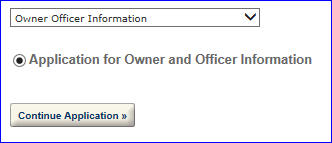 Owner Officer Information
Application for Owner and Officer Information
Continue Application »